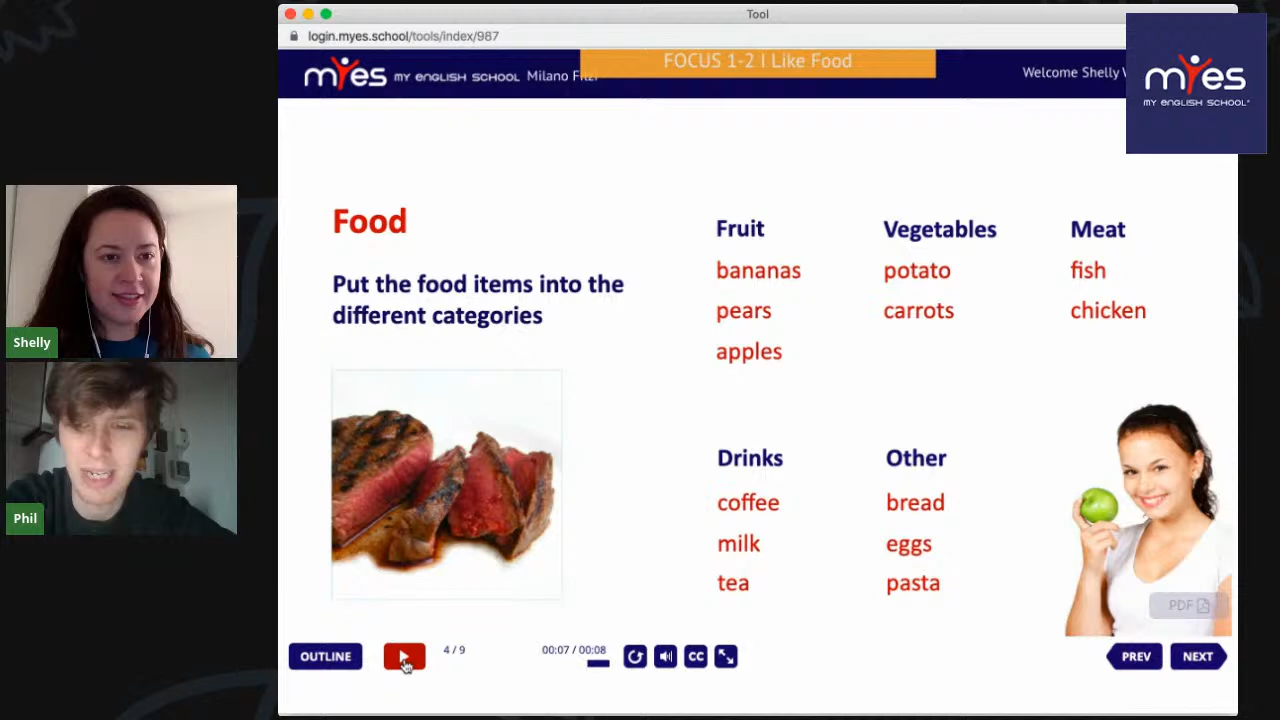 Tool
login.myes.school/tools/index/987
FOCUS 1-2 I Like Food
myes MY ENGLISH SCHOOL Milano
Welcome Shelly
myes
MY ENGLISH SCHOOL
Food
Put the food items into the
different categories
Fruit
bananas
pears
apples
Vegetables
potato
carrots
Meat
fish
chicken
Drinks
coffee
milk
tea
Other
bread
eggs
pasta
Shelly
Phil
PDF
OUTLINE
4 / 9
00:07 / 00:08
CC
PREV
NEXT